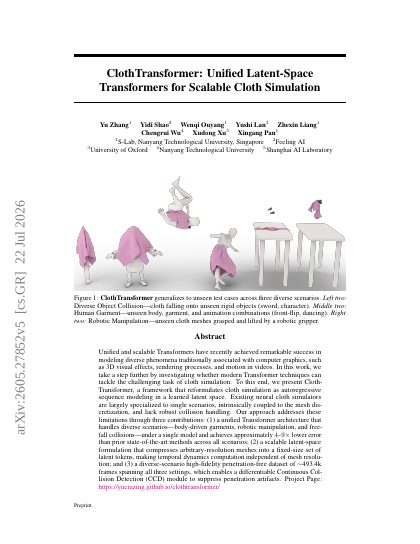 ClothTransformer: Unified Latent-Space
Transformers for Scalable Cloth Simulation
Yu Zhang1 Yidi Shao2 Wenqi Ouyang1 Yushi Lan3 Zhexin Liang1
Chengrui Wu4 Xudong Xu5 Xingang Pan1
1S-Lab, Nanyang Technological University, Singapore 2Feeling AI
3University of Oxford 4Nanyang Technological University 5Shanghai AI Laboratory
Figure 1: ClothTransformer generalizes to unseen test cases across three diverse scenarios. Left two:
Diverse Object Collision—cloth falling onto unseen rigid objects (sword, character). Middle two:
Human Garment—unseen body, garment, and animation combinations (front-flip, dancing). Right
two: Robotic Manipulation—unseen cloth meshes grasped and lifted by a robotic gripper.
Abstract
Unified and scalable Transformers have recently achieved remarkable success in
modeling diverse phenomena traditionally associated with computer graphics, such
as 3D visual effects, rendering processes, and motion in videos. In this work, we
take a step further by investigating whether modern Transformer techniques can
tackle the challenging task of cloth simulation. To this end, we present Cloth-
Transformer, a framework that reformulates cloth simulation as autoregressive
sequence modeling in a learned latent space. Existing neural cloth simulators
are largely specialized to single scenarios, intrinsically coupled to the mesh dis-
cretization, and lack robust collision handling. Our approach addresses these
limitations through three contributions: (1) a unified Transformer architecture that
handles diverse scenarios—body-driven garments, robotic manipulation, and free-
fall collisions—under a single model and achieves approximately 4–9× lower error
than prior state-of-the-art methods across all scenarios; (2) a scalable latent-space
formulation that compresses arbitrary-resolution meshes into a fixed-size set of
latent tokens, making temporal dynamics computation independent of mesh resolu-
tion; and (3) a diverse-scenario high-fidelity penetration-free dataset of ~493.4k
frames spanning all three settings, which enables a differentiable Continuous Col-
lision Detection (CCD) module to suppress penetration artifacts. Project Page:
https://yucrazing.github.io/clothtransformer/
Preprint.
arXiv:2605.27852v5 [cs.GR] 22 Jul 2026